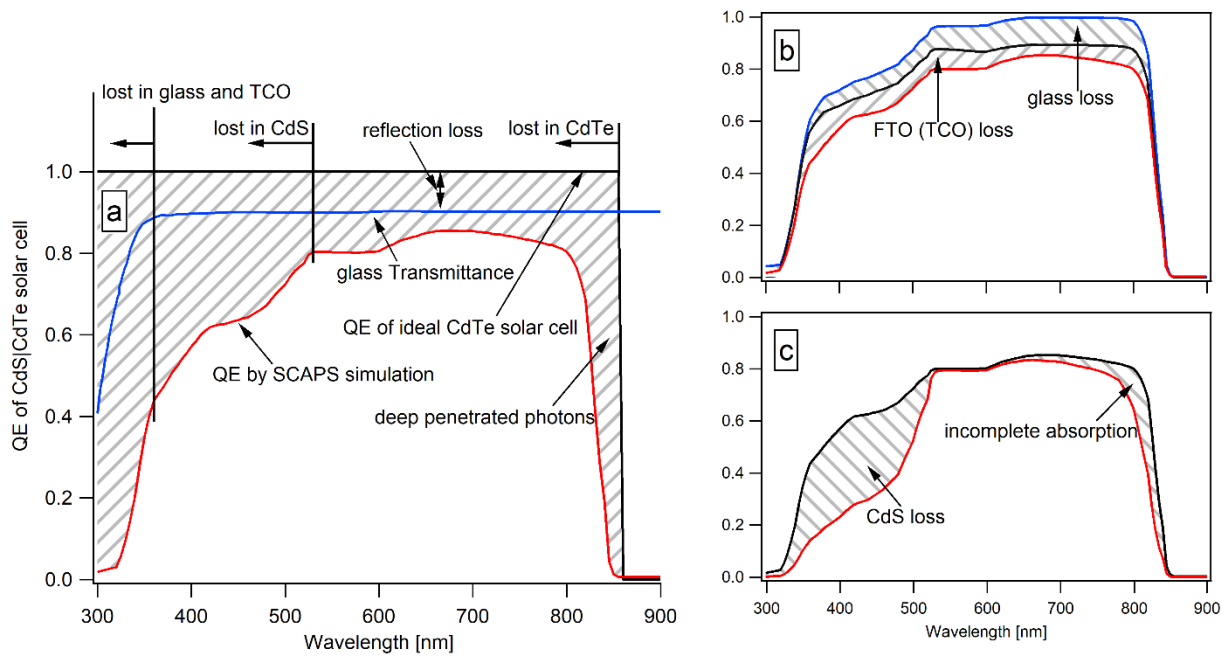 lost in glass and TCO
lost in CdS
reflection loss
lost in CdTe
1.0
a
0.8
glass Transmittance
0.6
QE of ideal CdTe solar cell
QE by SCAPS simulation
0.4
deep penetrated photons
0.2
0.0
QE of CdS|CdTe solar cell
300 400 500 600 700 800 900
Wavelength [nm]
b
1.0
0.8
glass loss
FTO (TCO) loss
0.6
0.4
0.8
0.2
0.0
c
1.0
0.8
0.6
incomplete absorption
0.4
CdS loss
0.2
0.0
300 400 500 600 700 800 900
Wavelength [nm]